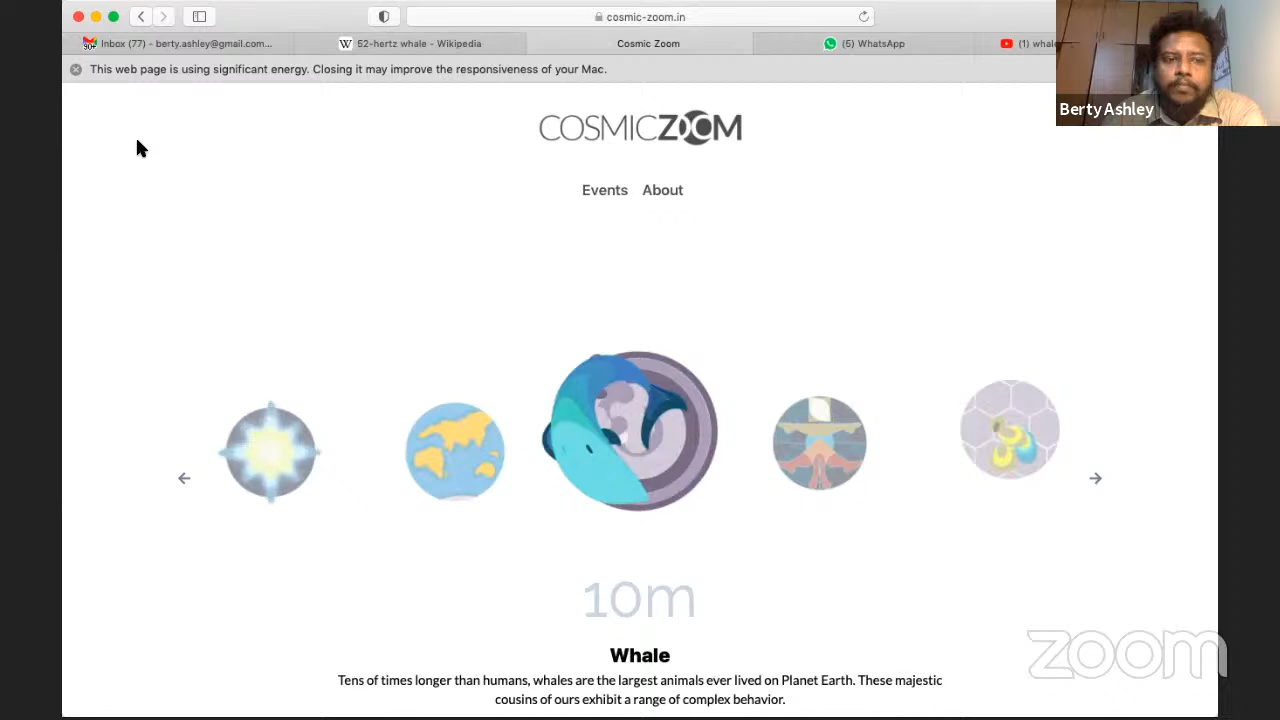 cosmic-zoom.in
Inbox (77) - berty.ashley@gmail.com...
W 52-hertz whale - Wikipedia
Cosmic Zoom
(5) WhatsApp
(1) whale
This web page is using significant energy. Closing it may improve the responsiveness of your Mac.
Berty Ashley
COSMICZOOM
Events About
10m
Whale
Tens of times longer than humans, whales are the largest animals ever lived on Planet Earth. These majestic
cousins of ours exhibit a range of complex behavior.
zoom